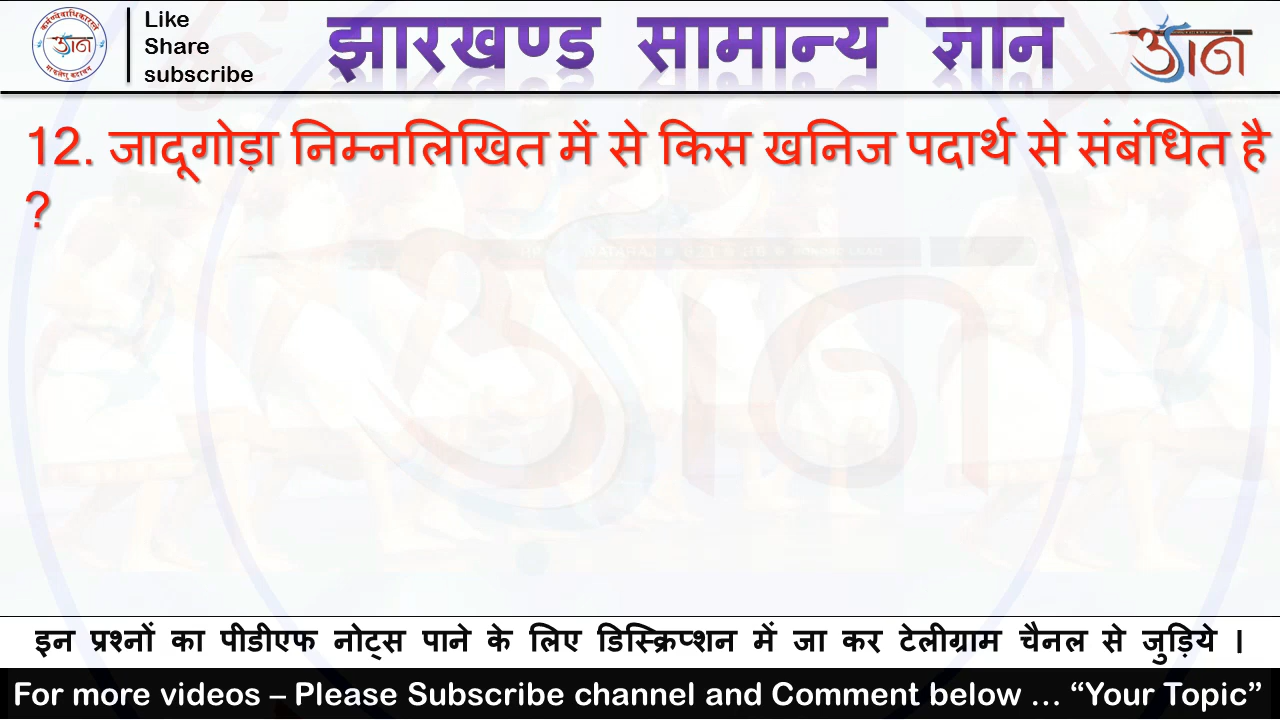 Like
Share
subscribe
झारखण्ड सामान्य ज्ञान
ज्ञान
12. जादूगोड़ा निम्नलिखित में से किस खनिज पदार्थ से संबंधित है
?
इन प्रश्नों का पीडीएफ नोट्स पाने के लिए डिस्क्रिप्शन में जा कर टेलीग्राम चैनल से जुड़िये ।
For more videos – Please Subscribe channel and Comment below … “Your Topic”